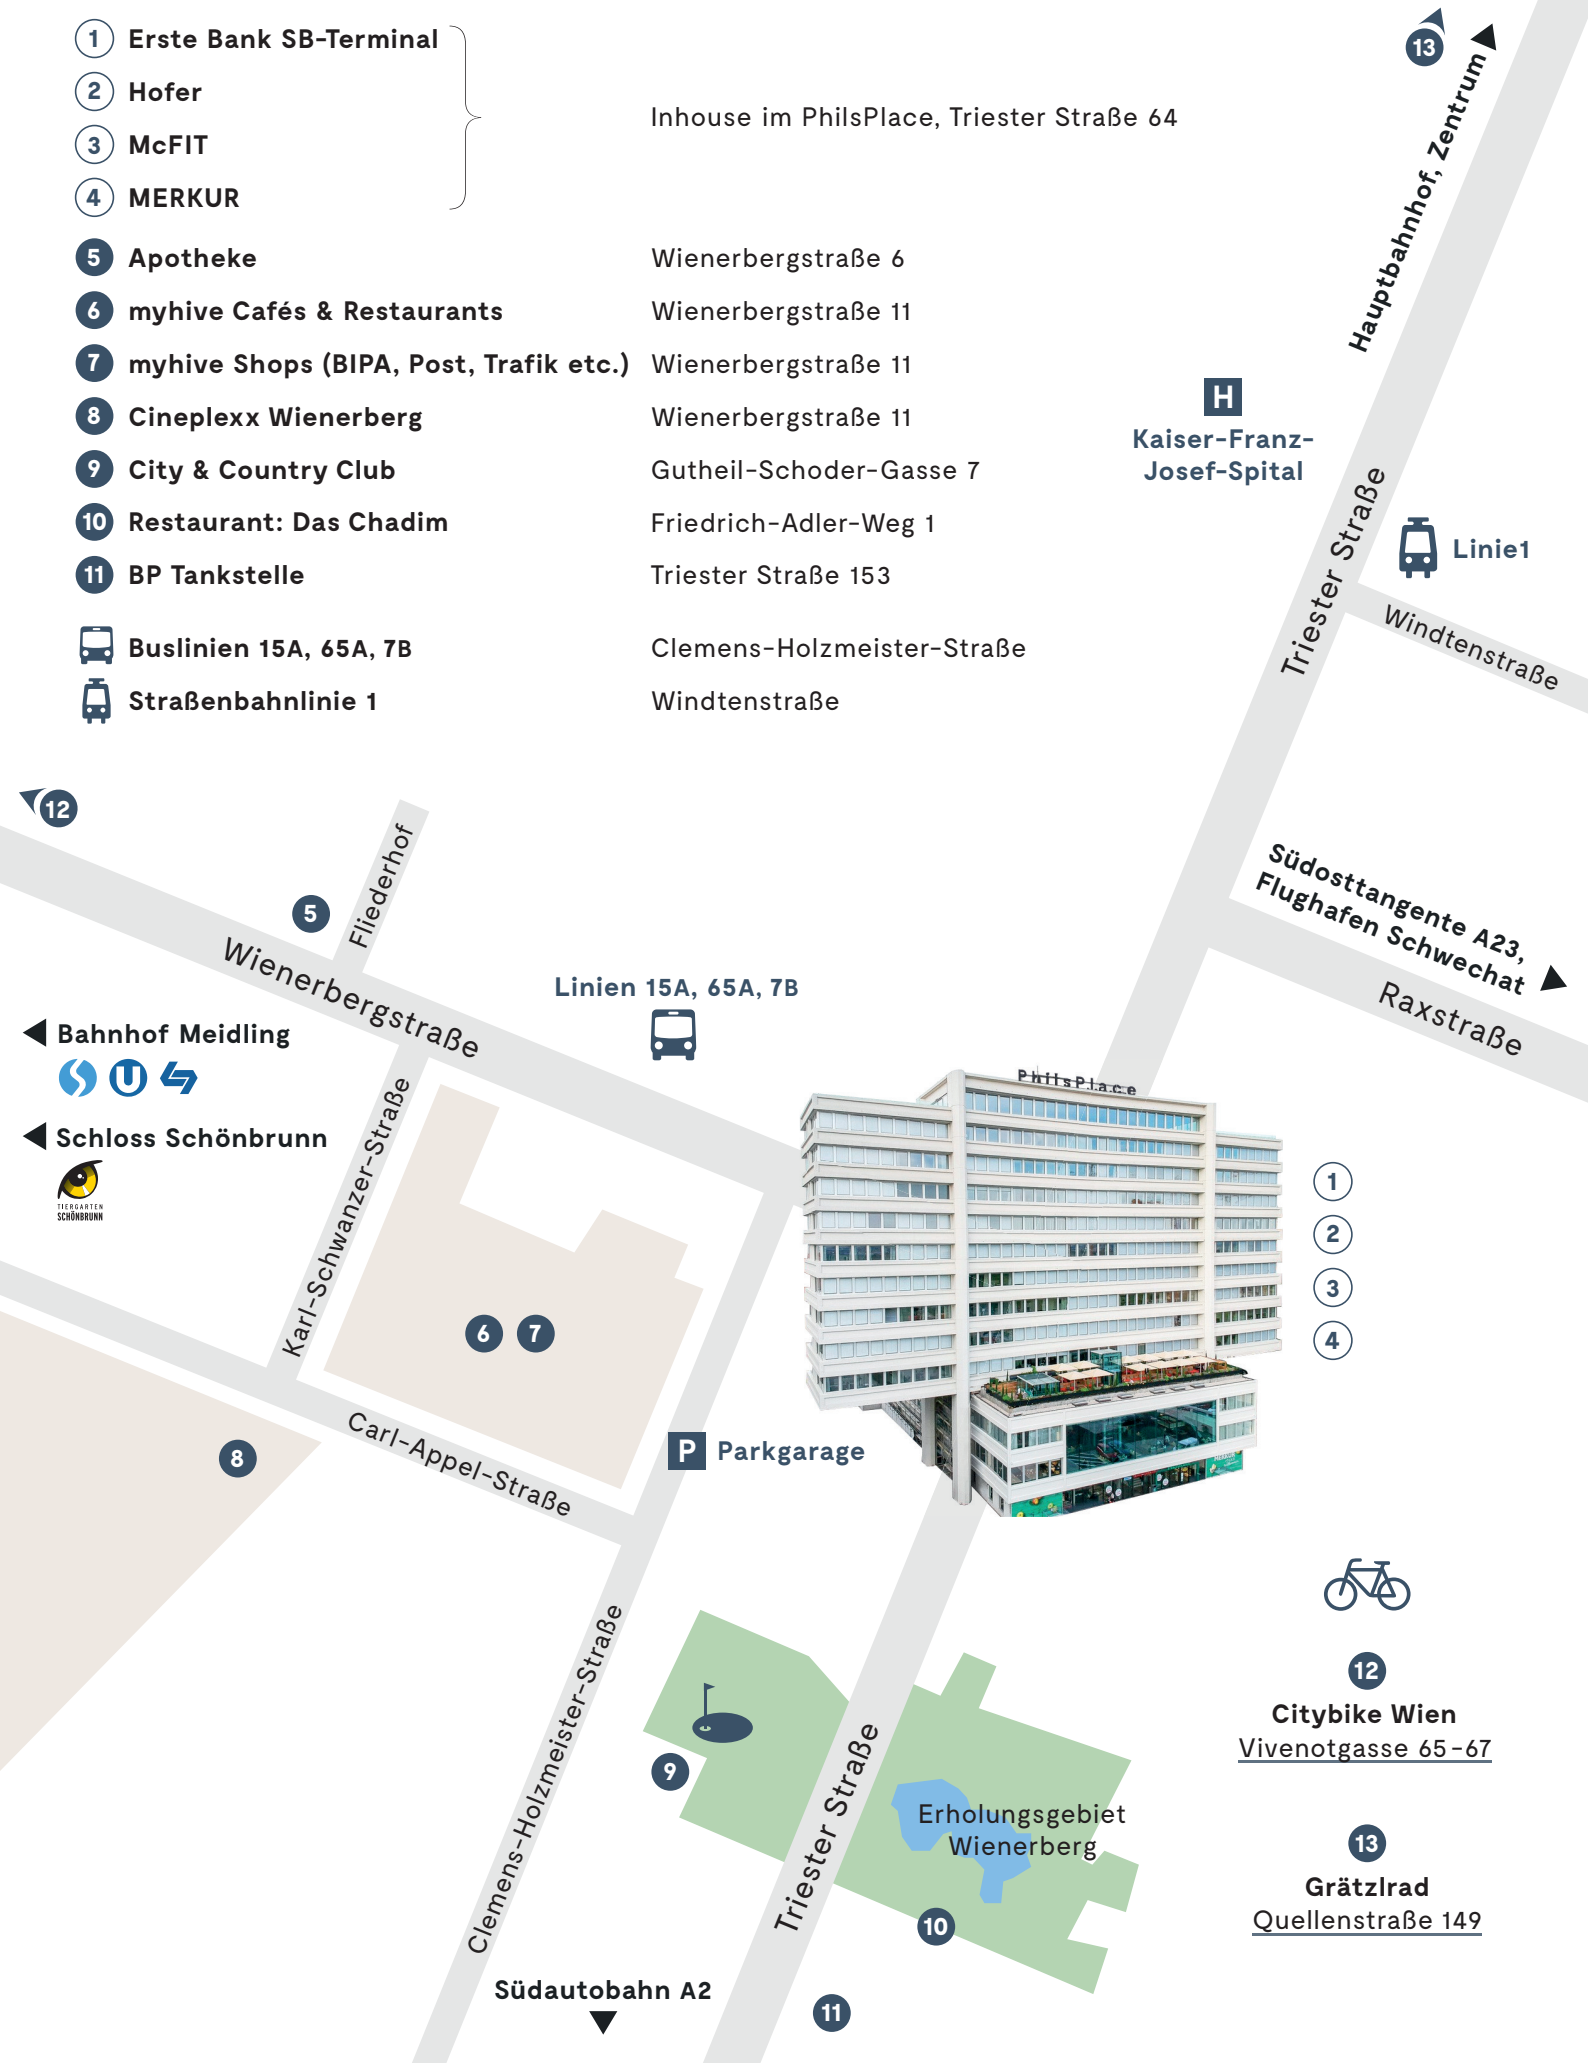 1 Erste Bank SB-Terminal
2 Hofer
3 McFIT
4 MERKUR
Inhouse im PhilsPlace, Triester Straße 64
5 Apotheke Wienerbergstraße 6
6 myhive Cafés & Restaurants Wienerbergstraße 11
7 myhive Shops (BIPA, Post, Trafik etc.) Wienerbergstraße 11
8 Cineplexx Wienerberg Wienerbergstraße 11
9 City & Country Club Gutheil-Schoder-Gasse 7
10 Restaurant: Das Chadim Friedrich-Adler-Weg 1
11 BP Tankstelle Triester Straße 153
Buslinien 15A, 65A, 7B Clemens-Holzmeister-Straße
Straßenbahnlinie 1 Windtenstraße
13
Hauptbahnhof, Zentrum
H
Kaiser-Franz-
Josef-Spital
Triester Straße
Linie1
Windtenstraße
12
Fliederhof
5
Wienerbergstraße
Südosttangente A23,
Flughafen Schwechat
Raxstraße
Linien 15A, 65A, 7B
Bahnhof Meidling
S U
Schloss Schönbrunn
TIERGARTEN
SCHÖNBRUNN
Karl-Schwanzer-Straße
PhilsPlace
1
2
3
4
6 7
8
Carl-Appel-Straße
P Parkgarage
MERKUR
Clemens-Holzmeister-Straße
9
Triester Straße
Erholungsgebiet
Wienerberg
10
12
Citybike Wien
Vivenotgasse 65-67
13
Grätzlrad
Quellenstraße 149
Südautobahn A2
11